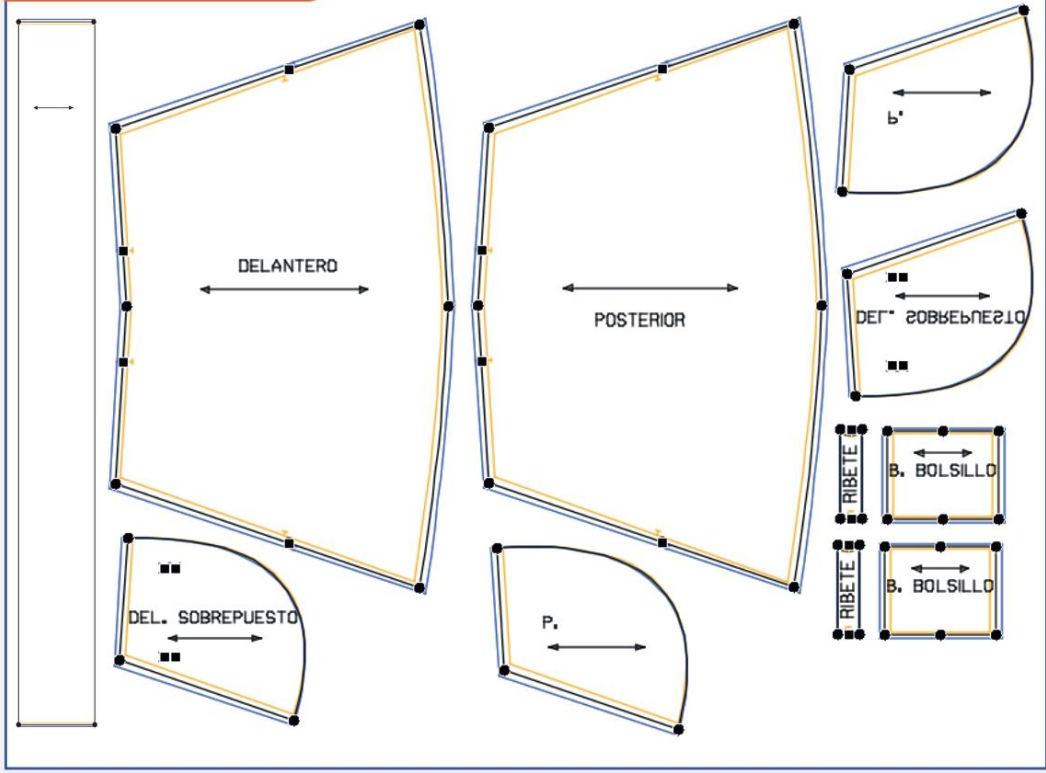 DELANTERO
POSTERIOR
P.
DEL. SOBREPUESTO
RIBETE
B. BOLSILLO
RIBETE
B. BOLSILLO
DEL. SOBREPUESTO
P.